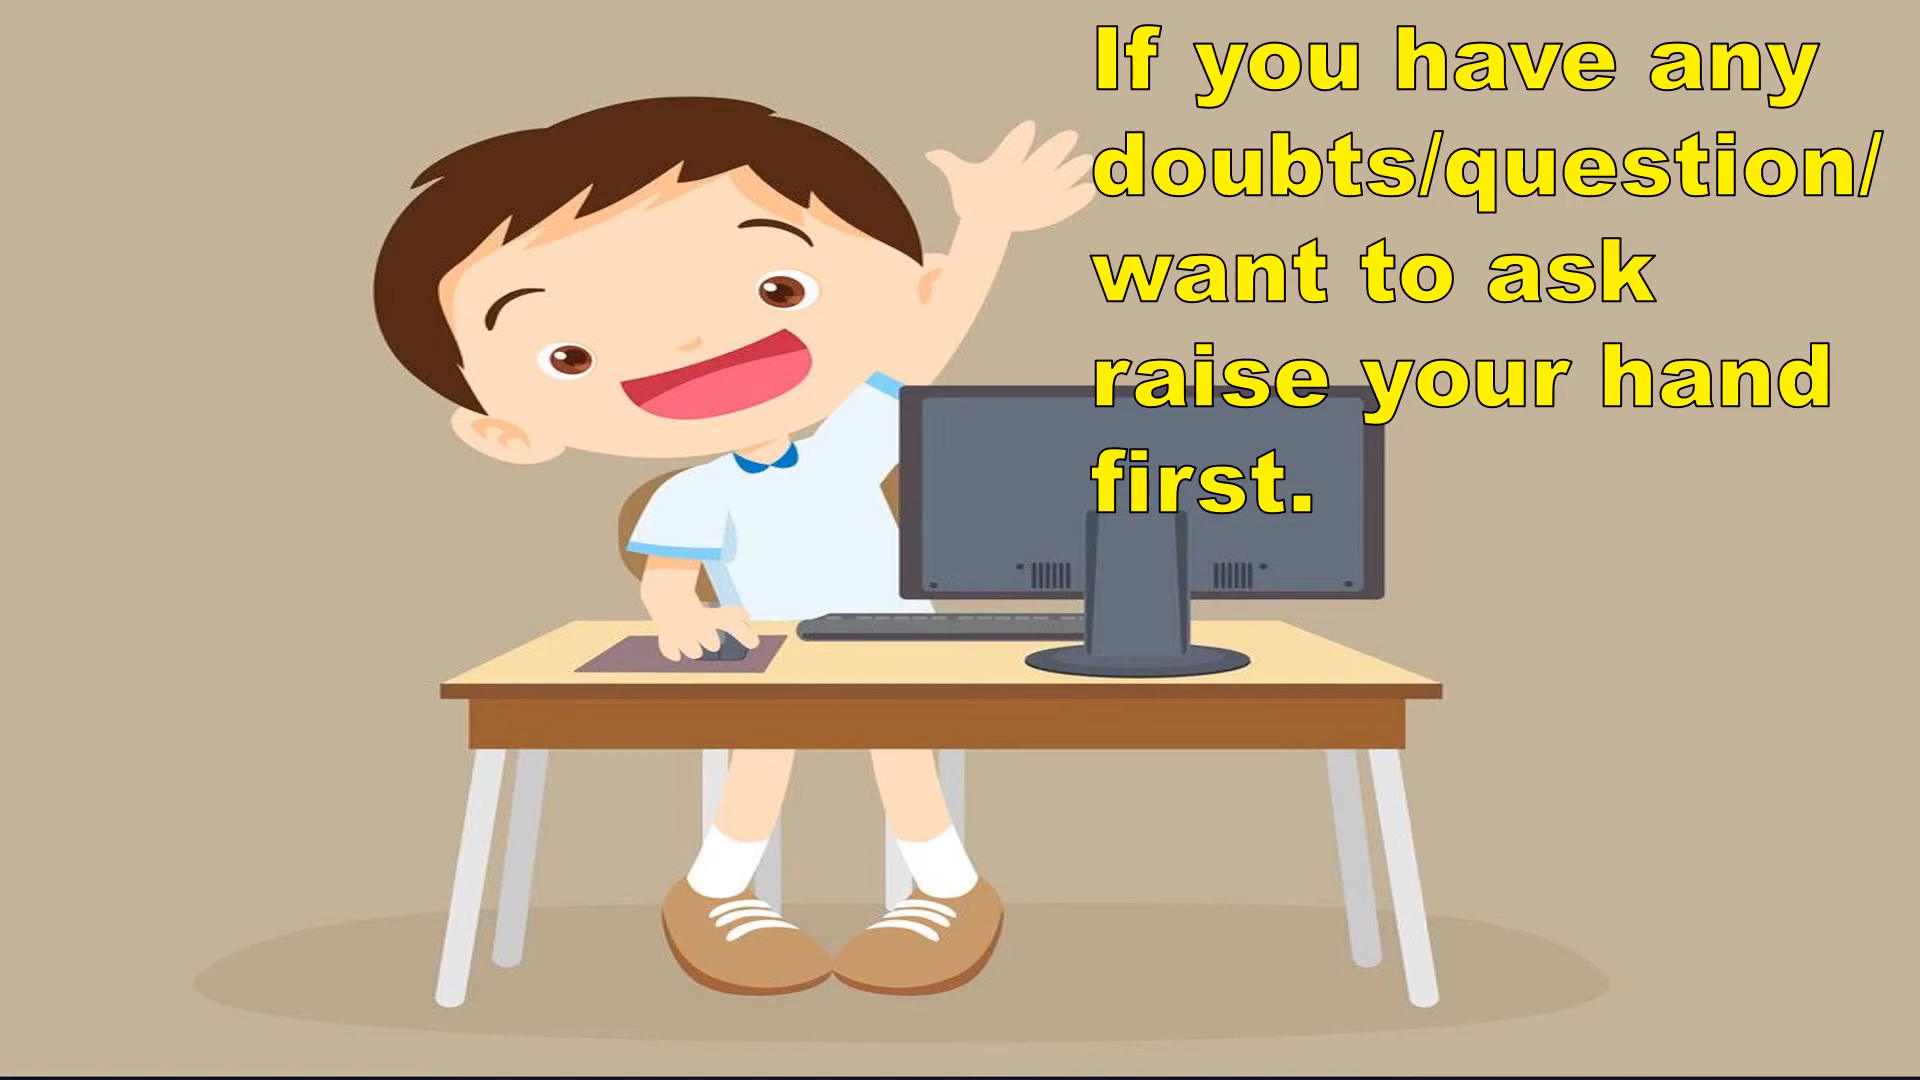 If you have any
doubts/question/
want to ask
raise your hand
first.